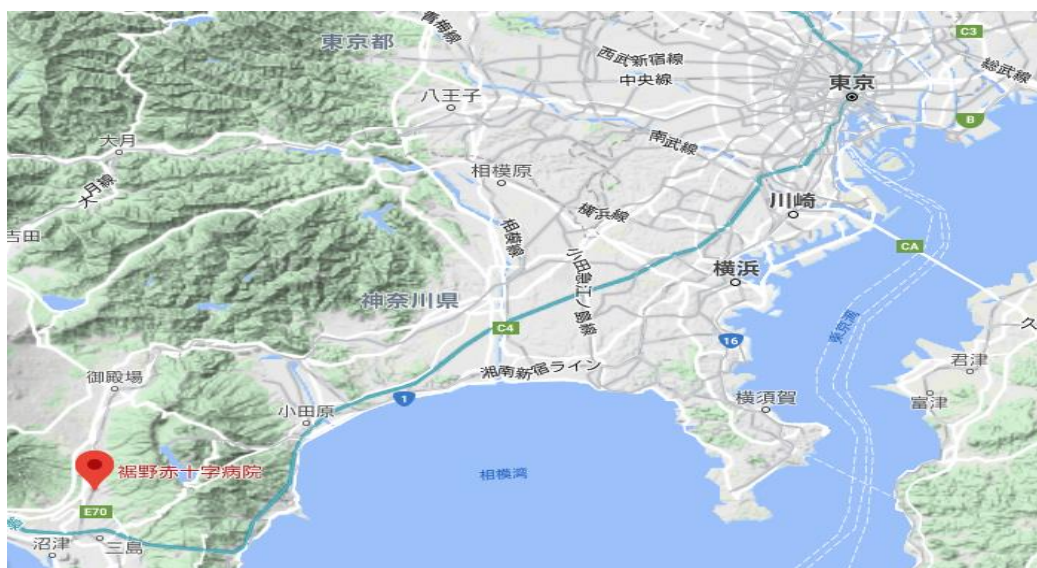 青梅線
東京都
西武新宿線
中央線
C3
総武線
東京
八王子
B
南武線
大月
大月線
相模原
横浜線
川崎
吉田
相模線
小田急江ノ島線
CA
横浜
神奈川県
C4
東京湾
16
久
湘南新宿ライン
君津
御殿場
1
横須賀
富津
小田原
裾野赤十字病院
相模湾
E70
線
三島
沼津